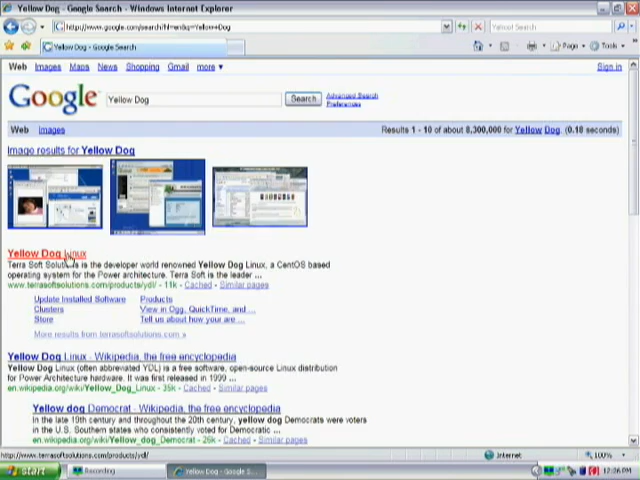 Yellow Dog - Google Search - Windows Internet Explorer
http://www.google.com/search?hl=en&q=Yellow+Dog
Yahoo! Search
Yellow Dog - Google Search
Page
Tools
Web Images Maps News Shopping Gmail more ▼
Sign in
Google
Yellow Dog
Search
Advanced Search
Preferences
Web Images
Results 1 - 10 of about 8,300,000 for Yellow Dog. (0.18 seconds)
Image results for Yellow Dog
Yellow Dog Linux
Terra Soft Solutions is the developer world renowned Yellow Dog Linux, a CentOS based
operating system for the Power architecture. Terra Soft is the leader ...
www.terrasoftsolutions.com/products/ydl/ - 11k - Cached - Similar pages
Update Installed Software Products
Clusters View in Ogg, QuickTime, and ...
Store Tell us about how youre ...
More results from terrasoftsolutions.com »
Yellow Dog Linux - Wikipedia, the free encyclopedia
Yellow Dog Linux (often abbreviated YDL) is a free software, open-source Linux distribution
for Power Architecture hardware. It was first released in 1999 ...
en.wikipedia.org/wiki/Yellow_Dog_Linux - 35k - Cached - Similar pages
Yellow dog Democrat - Wikipedia, the free encyclopedia
In the late 19th century and throughout the 20th century, yellow dog Democrats were voters
in the U.S. Southern states who consistently voted for Democratic ...
en.wikipedia.org/wiki/Yellow_dog_Democrat - 26k - Cached - Similar pages
http://www.terrasoftsolutions.com/products/ydl/
Internet
100%
start
Recording
Yellow Dog - Google S...
12:36 PM